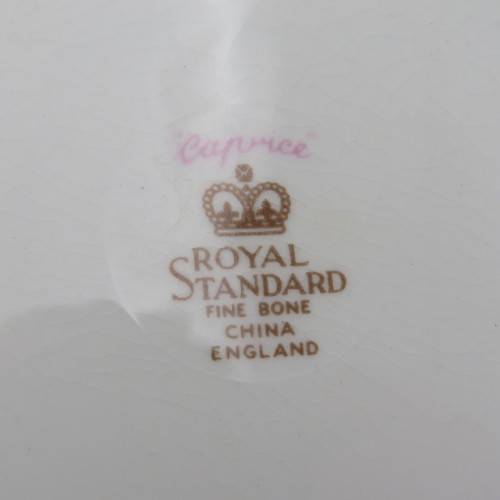 "Caprice"
ROYAL
STANDARD
FINE BONE
CHINA
ENGLAND